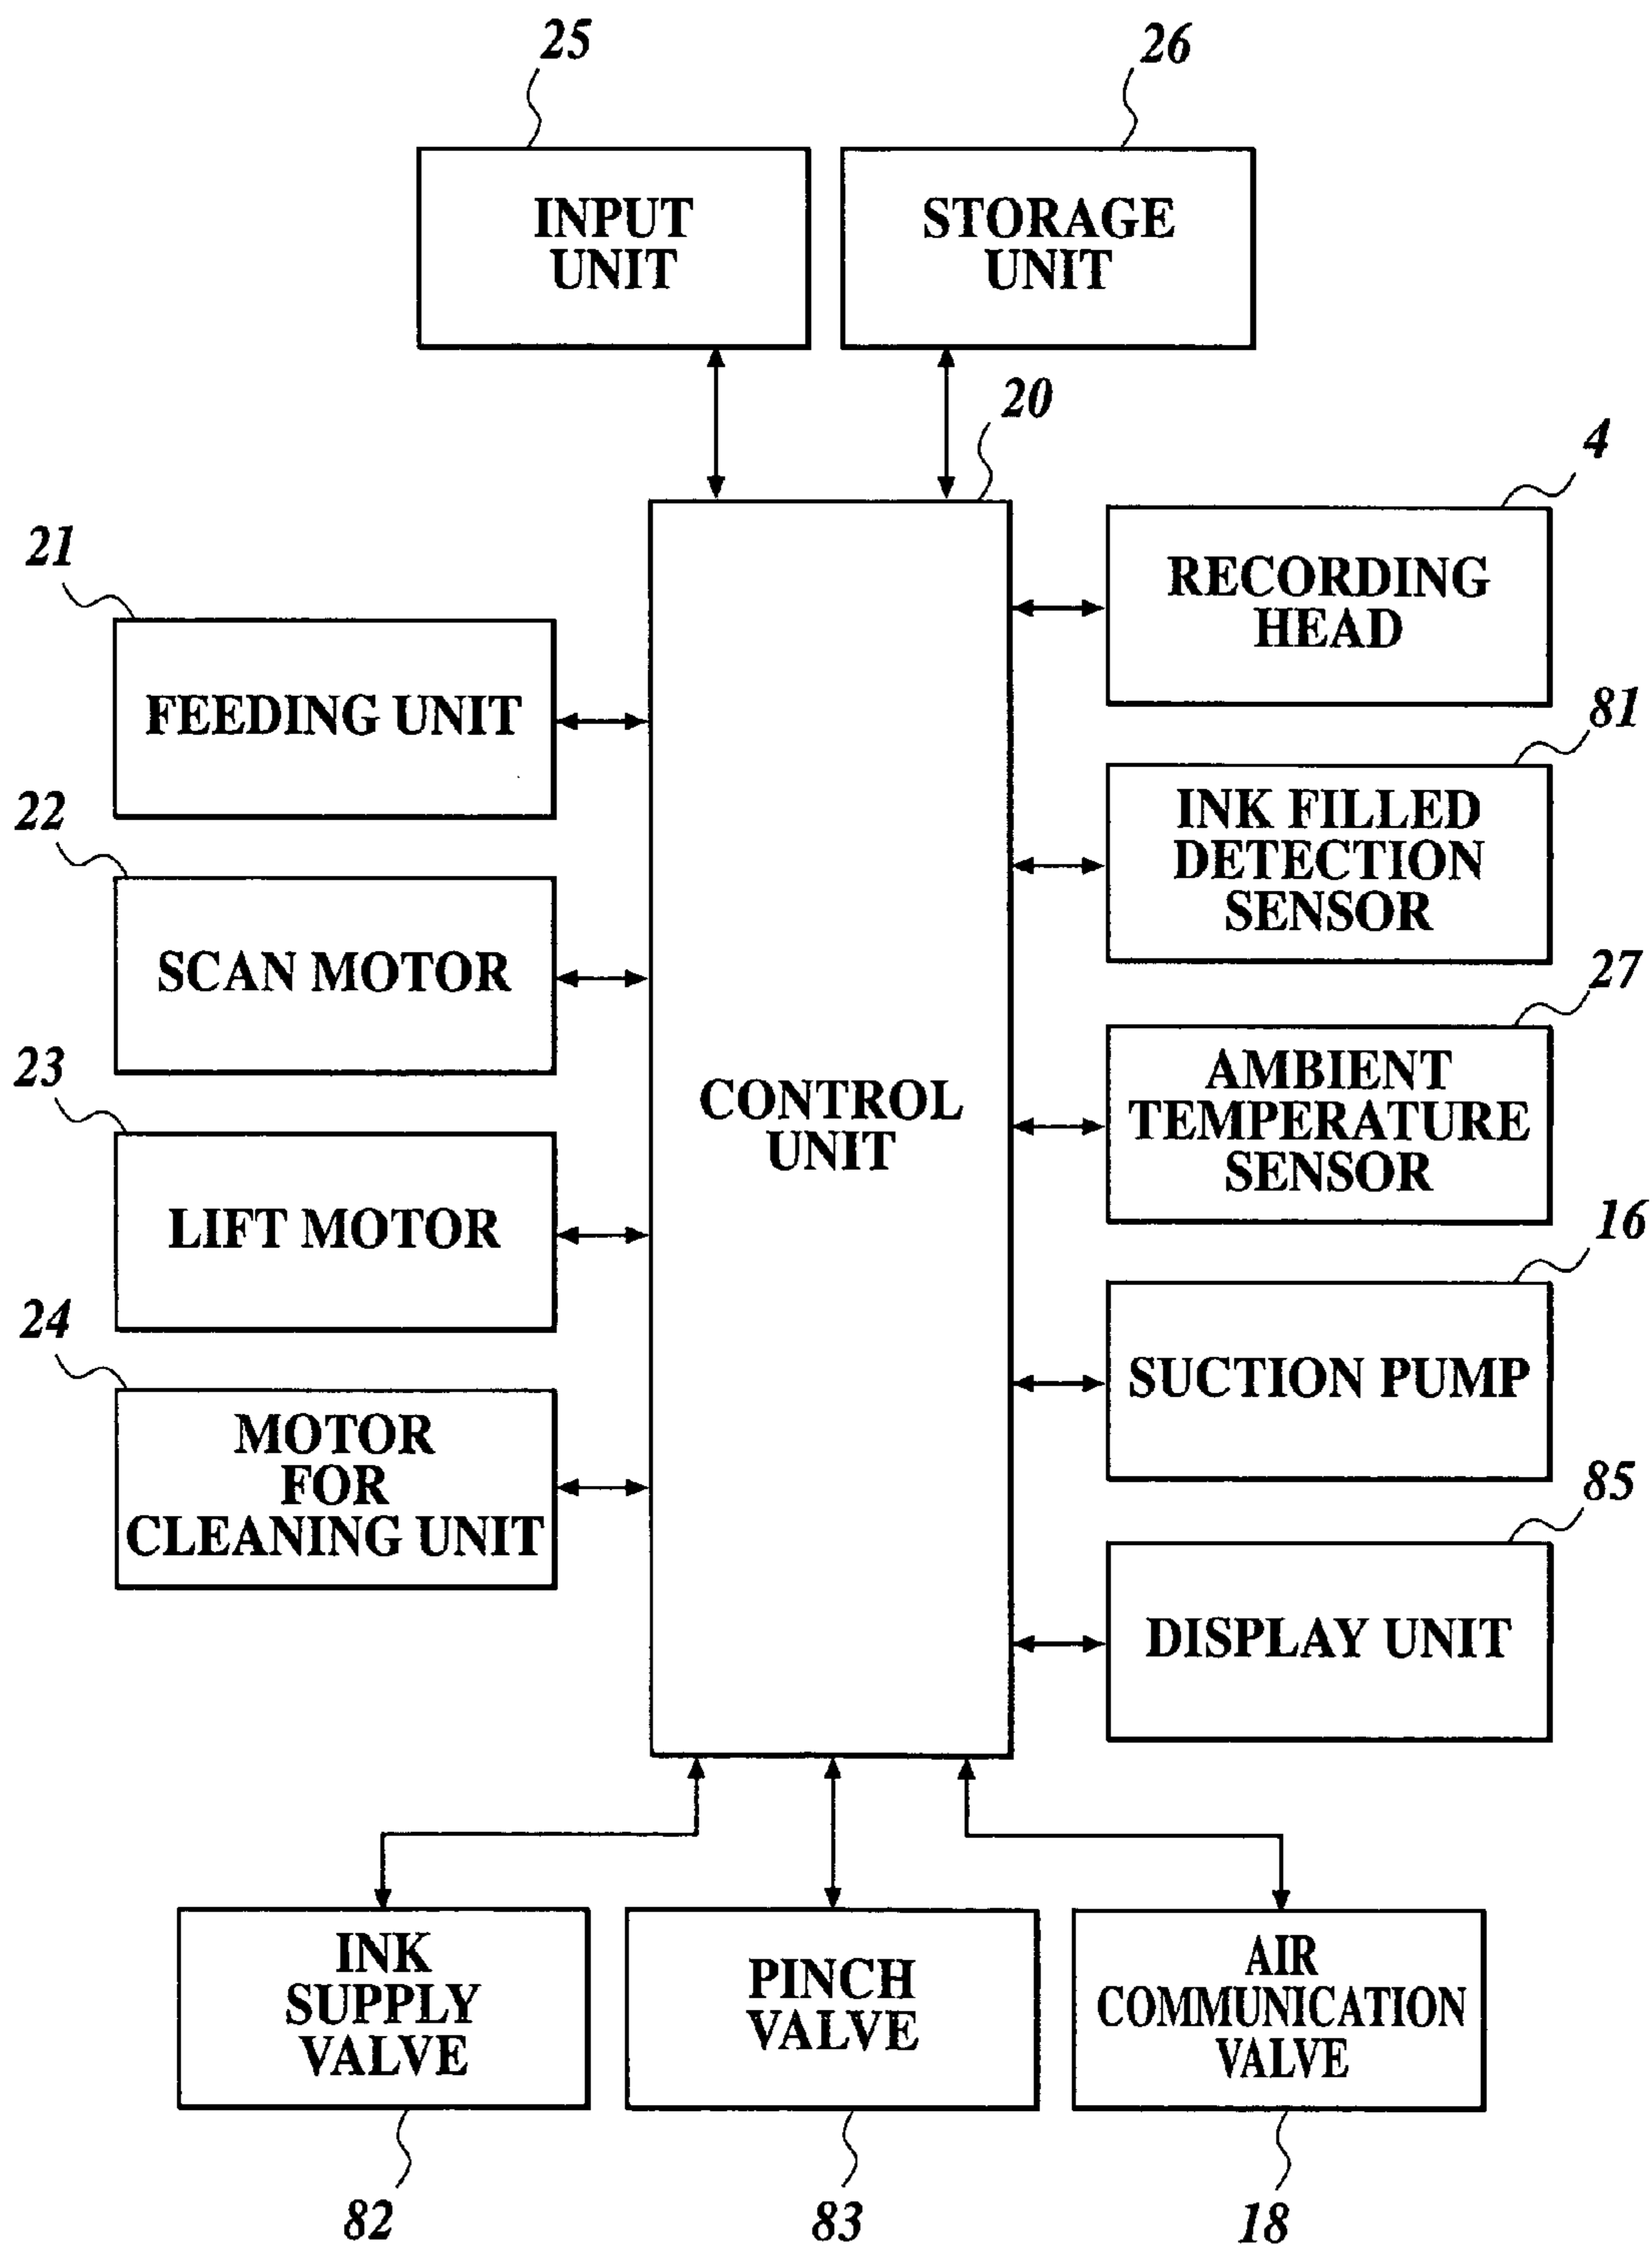 25
26
INPUT
UNIT
STORAGE
UNIT
20
4
21
RECORDING
HEAD
FEEDING UNIT
81
22
INK FILLED
DETECTION
SENSOR
SCAN MOTOR
27
23
AMBIENT
TEMPERATURE
SENSOR
CONTROL
UNIT
LIFT MOTOR
16
24
SUCTION PUMP
MOTOR
FOR
CLEANING UNIT
85
DISPLAY UNIT
INK
SUPPLY
VALVE
PINCH
VALVE
AIR
COMMUNICATION
VALVE
82
83
18